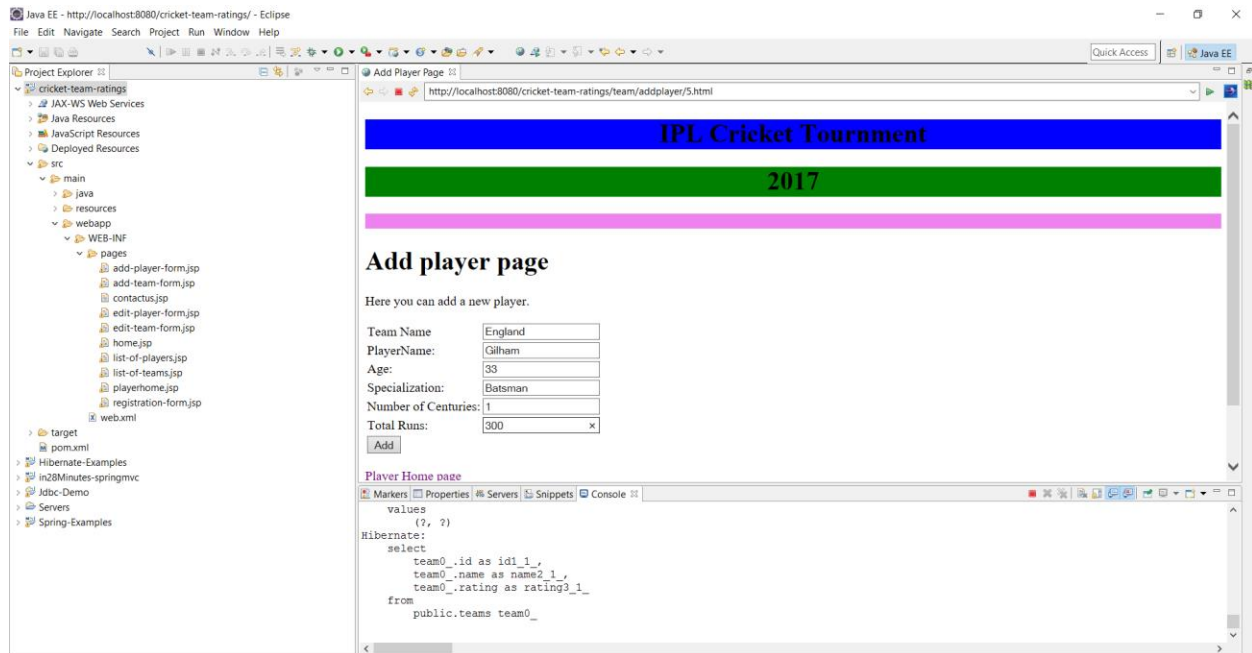 Java EE - http://localhost:8080/cricket-team-ratings/ - Eclipse
File Edit Navigate Search Project Run Window Help
Quick Access
Java EE
Project Explorer
cricket-team-ratings
JAX-WS Web Services
Java Resources
JavaScript Resources
Deployed Resources
src
main
java
resources
webapp
WEB-INF
pages
add-player-form.jsp
add-team-form.jsp
contactus.jsp
edit-player-form.jsp
edit-team-form.jsp
home.jsp
list-of-players.jsp
list-of-teams.jsp
playerhome.jsp
registration-form.jsp
web.xml
target
pom.xml
Hibernate-Examples
in28Minutes-springmvc
Jdbc-Demo
Servers
Spring-Examples
Add Player Page
http://localhost:8080/cricket-team-ratings/team/addplayer/5.html
IPL Cricket Tournment
2017
Add player page
Here you can add a new player.
Team Name England
PlayerName: Gilham
Age: 33
Specialization: Batsman
Number of Centuries: 1
Total Runs: 300
Add
Player Home page
Markers Properties Servers Snippets Console
values
(?, ?)
Hibernate:
select
team0_.id as id1_1_,
team0_.name as name2_1_,
team0_.rating as rating3_1_
from
public.teams team0_